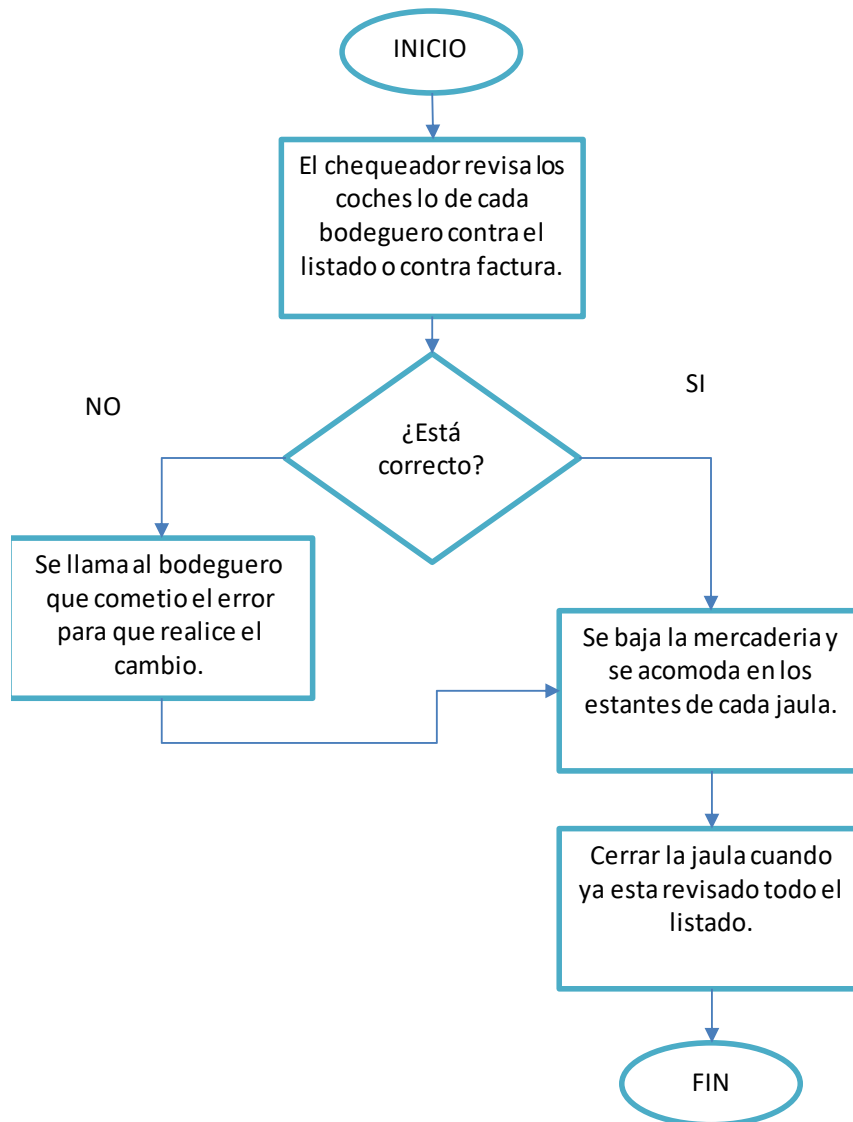 INICIO
El chequeador revisa los
coches lo de cada
bodeguero contra el
listado o contra factura.
NO
SI
¿Está
correcto?
Se llama al bodeguero
que cometio el error
para que realice el
cambio.
Se baja la mercaderia y
se acomoda en los
estantes de cada jaula.
Cerrar la jaula cuando
ya esta revisado todo el
listado.
FIN